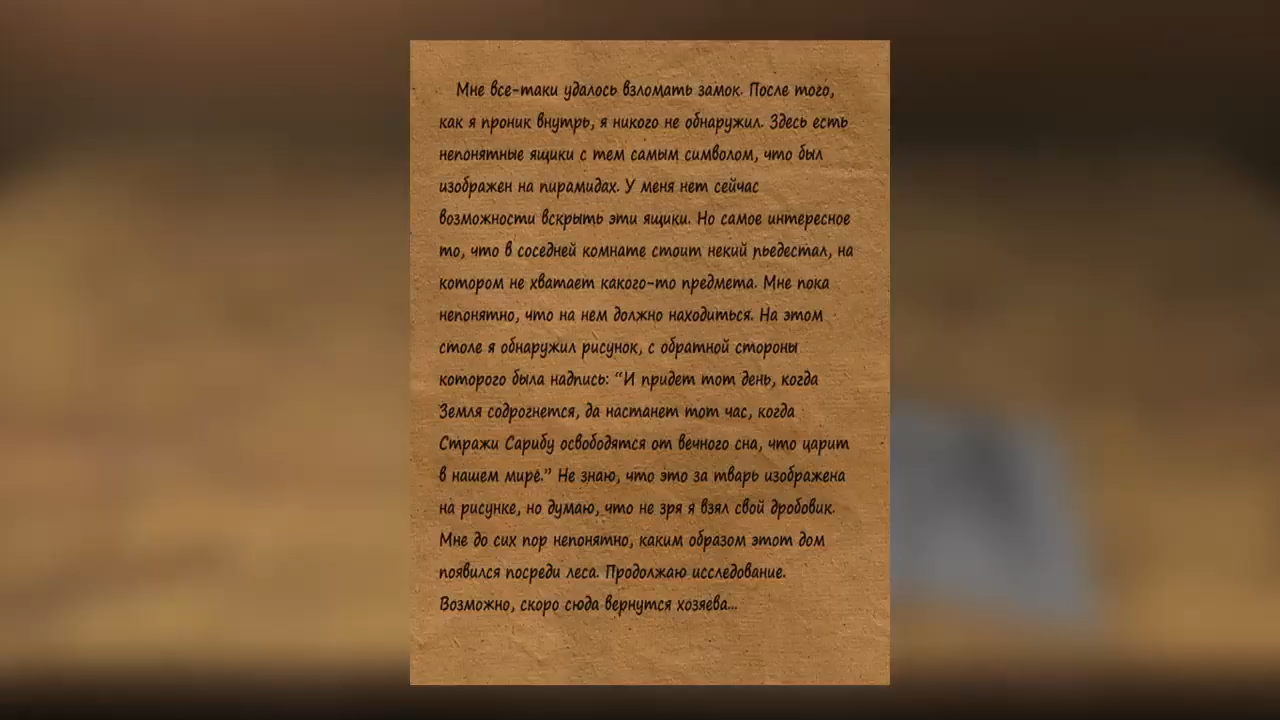 Мне все-таки удалось взломать замок. После того,
как я проник внутрь, я никого не обнаружил. Здесь есть
непонятные ящики с тем самым символом, что был
изображен на пирамидах. У меня нет сейчас
возможности вскрыть эти ящики. Но самое интересное
то, что в соседней комнате стоит некий пьедестал, на
котором не хватает какого-то предмета. Мне пока
непонятно, что на нем должно находиться. На этом
столе я обнаружил рисунок, с обратной стороны
которого была надпись: “И придет тот день, когда
Земля содрогнется, да настанет тот час, когда
Стражи Сарибу освободятся от вечного сна, что царит
в нашем мире.” Не знаю, что это за тварь изображена
на рисунке, но думаю, что не зря я взял свой дробовик.
Мне до сих пор непонятно, каким образом этот дом
появился посреди леса. Продолжаю исследование.
Возможно, скоро сюда вернутся хозяева...